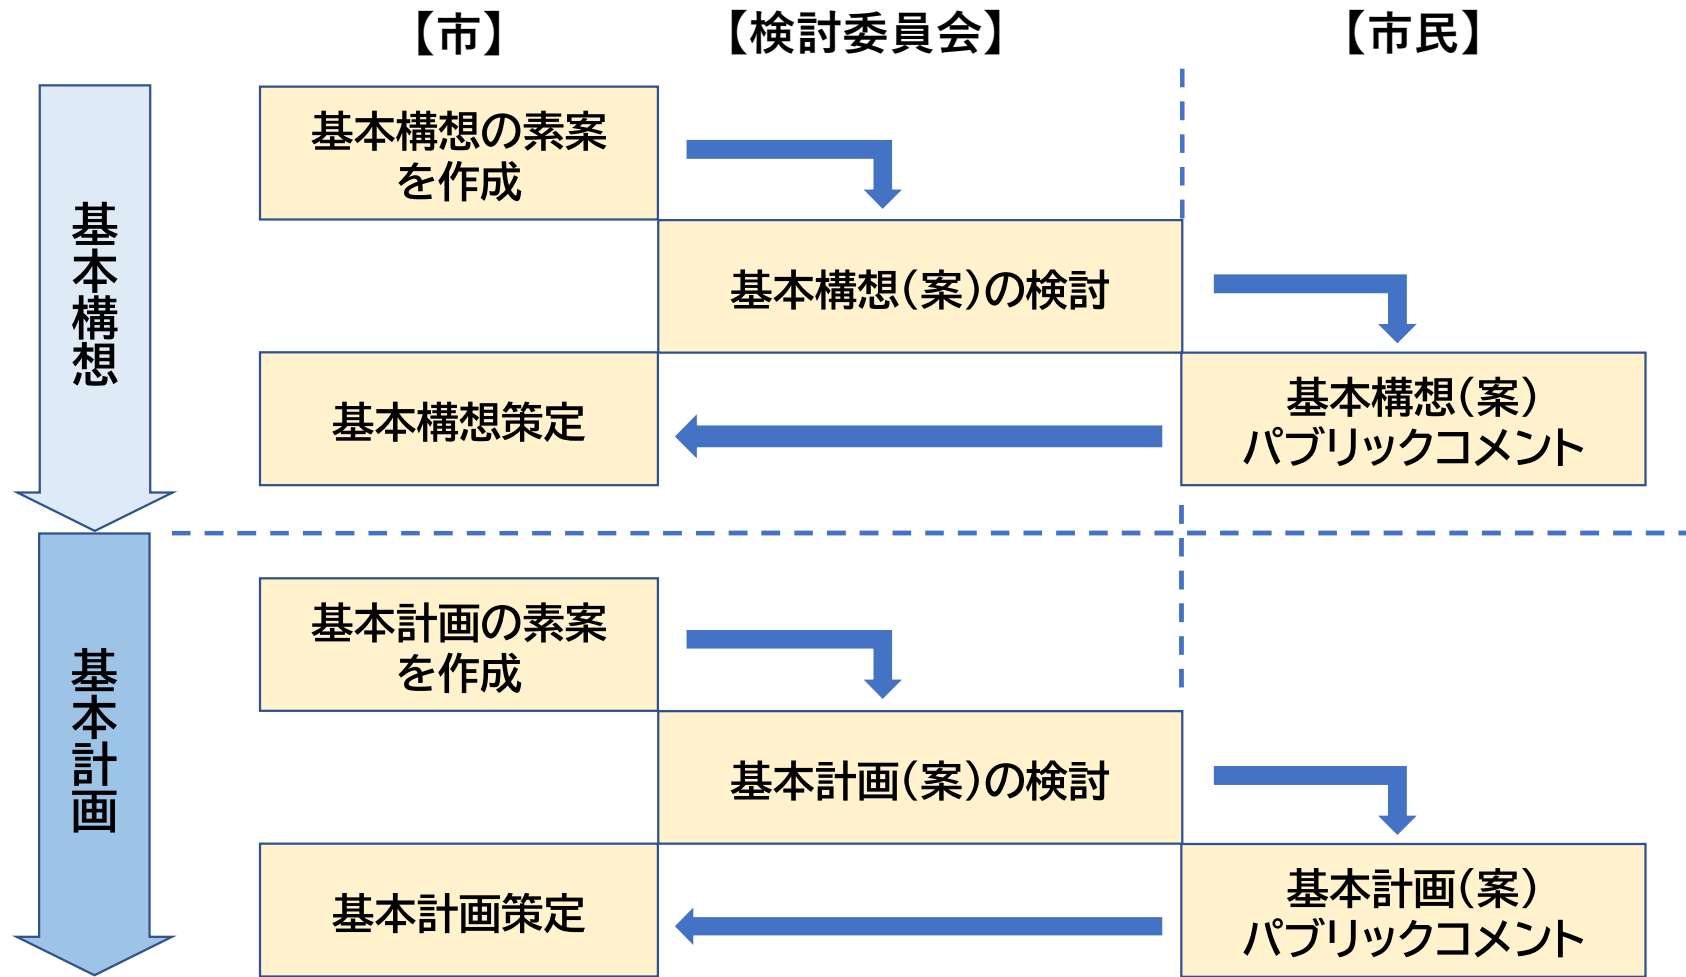 【市】
【検討委員会】
【市民】
基本構想
基本構想の素案
を作成
基本構想（案）の検討
基本構想（案）
パブリックコメント
基本構想策定
基本計画
基本計画の素案
を作成
基本計画（案）の検討
基本計画（案）
パブリックコメント
基本計画策定